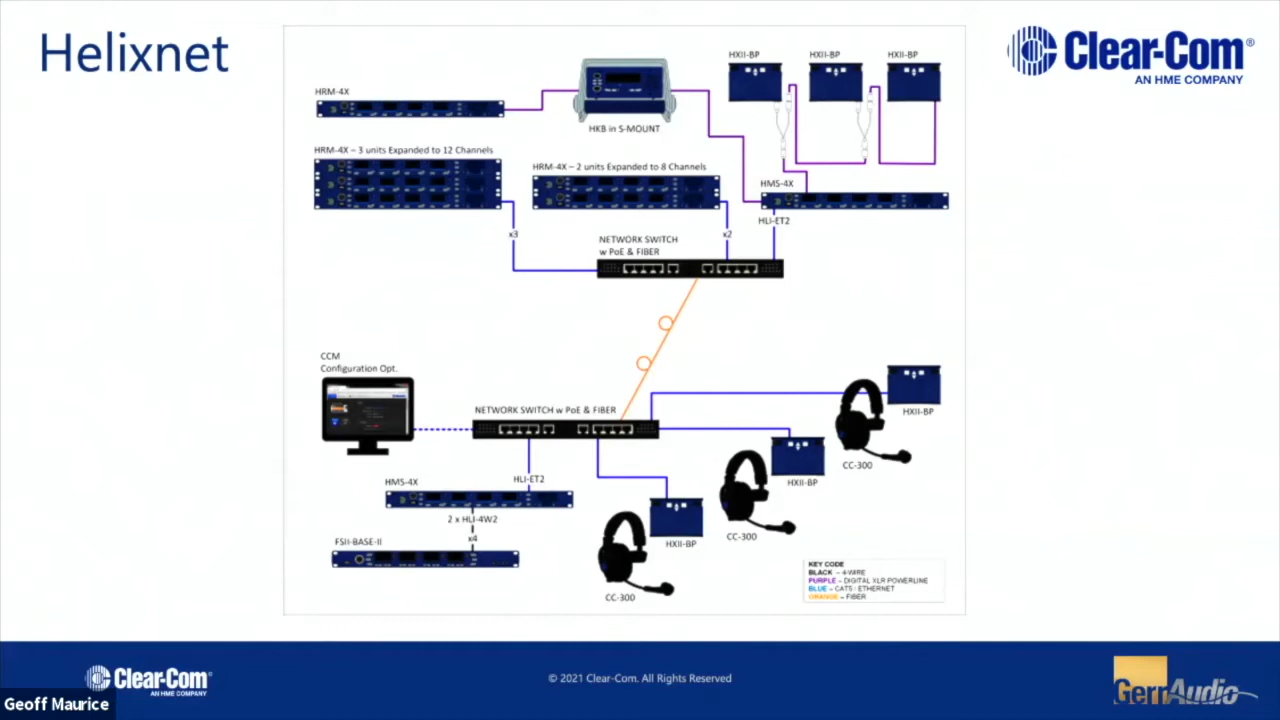 Helixnet
Clear-Com®
AN HME COMPANY
HXII-BP
HXII-BP
HXII-BP
HRM-4X
HKB in S-MOUNT
HRM-4X – 3 units Expanded to 12 Channels
HRM-4X – 2 units Expanded to 8 Channels
HMS-4X
HLI-ET2
x3
x2
NETWORK SWITCH
w PoE & FIBER
CCM
Configuration Opt.
NETWORK SWITCH w PoE & FIBER
HXII-BP
CC-300
HXII-BP
CC-300
HLI-ET2
HMS-4X
2 x HLI-4W2
x4
FSII-BASE-II
HXII-BP
CC-300
KEY CODE
BLACK – 4-WIRE
PURPLE – DIGITAL XLR POWERLINE
BLUE – CAT5 / ETHERNET
ORANGE – FIBER
Clear-Com®
AN HME COMPANY
© 2021 Clear-Com. All Rights Reserved
GerrAudio
Geoff Maurice